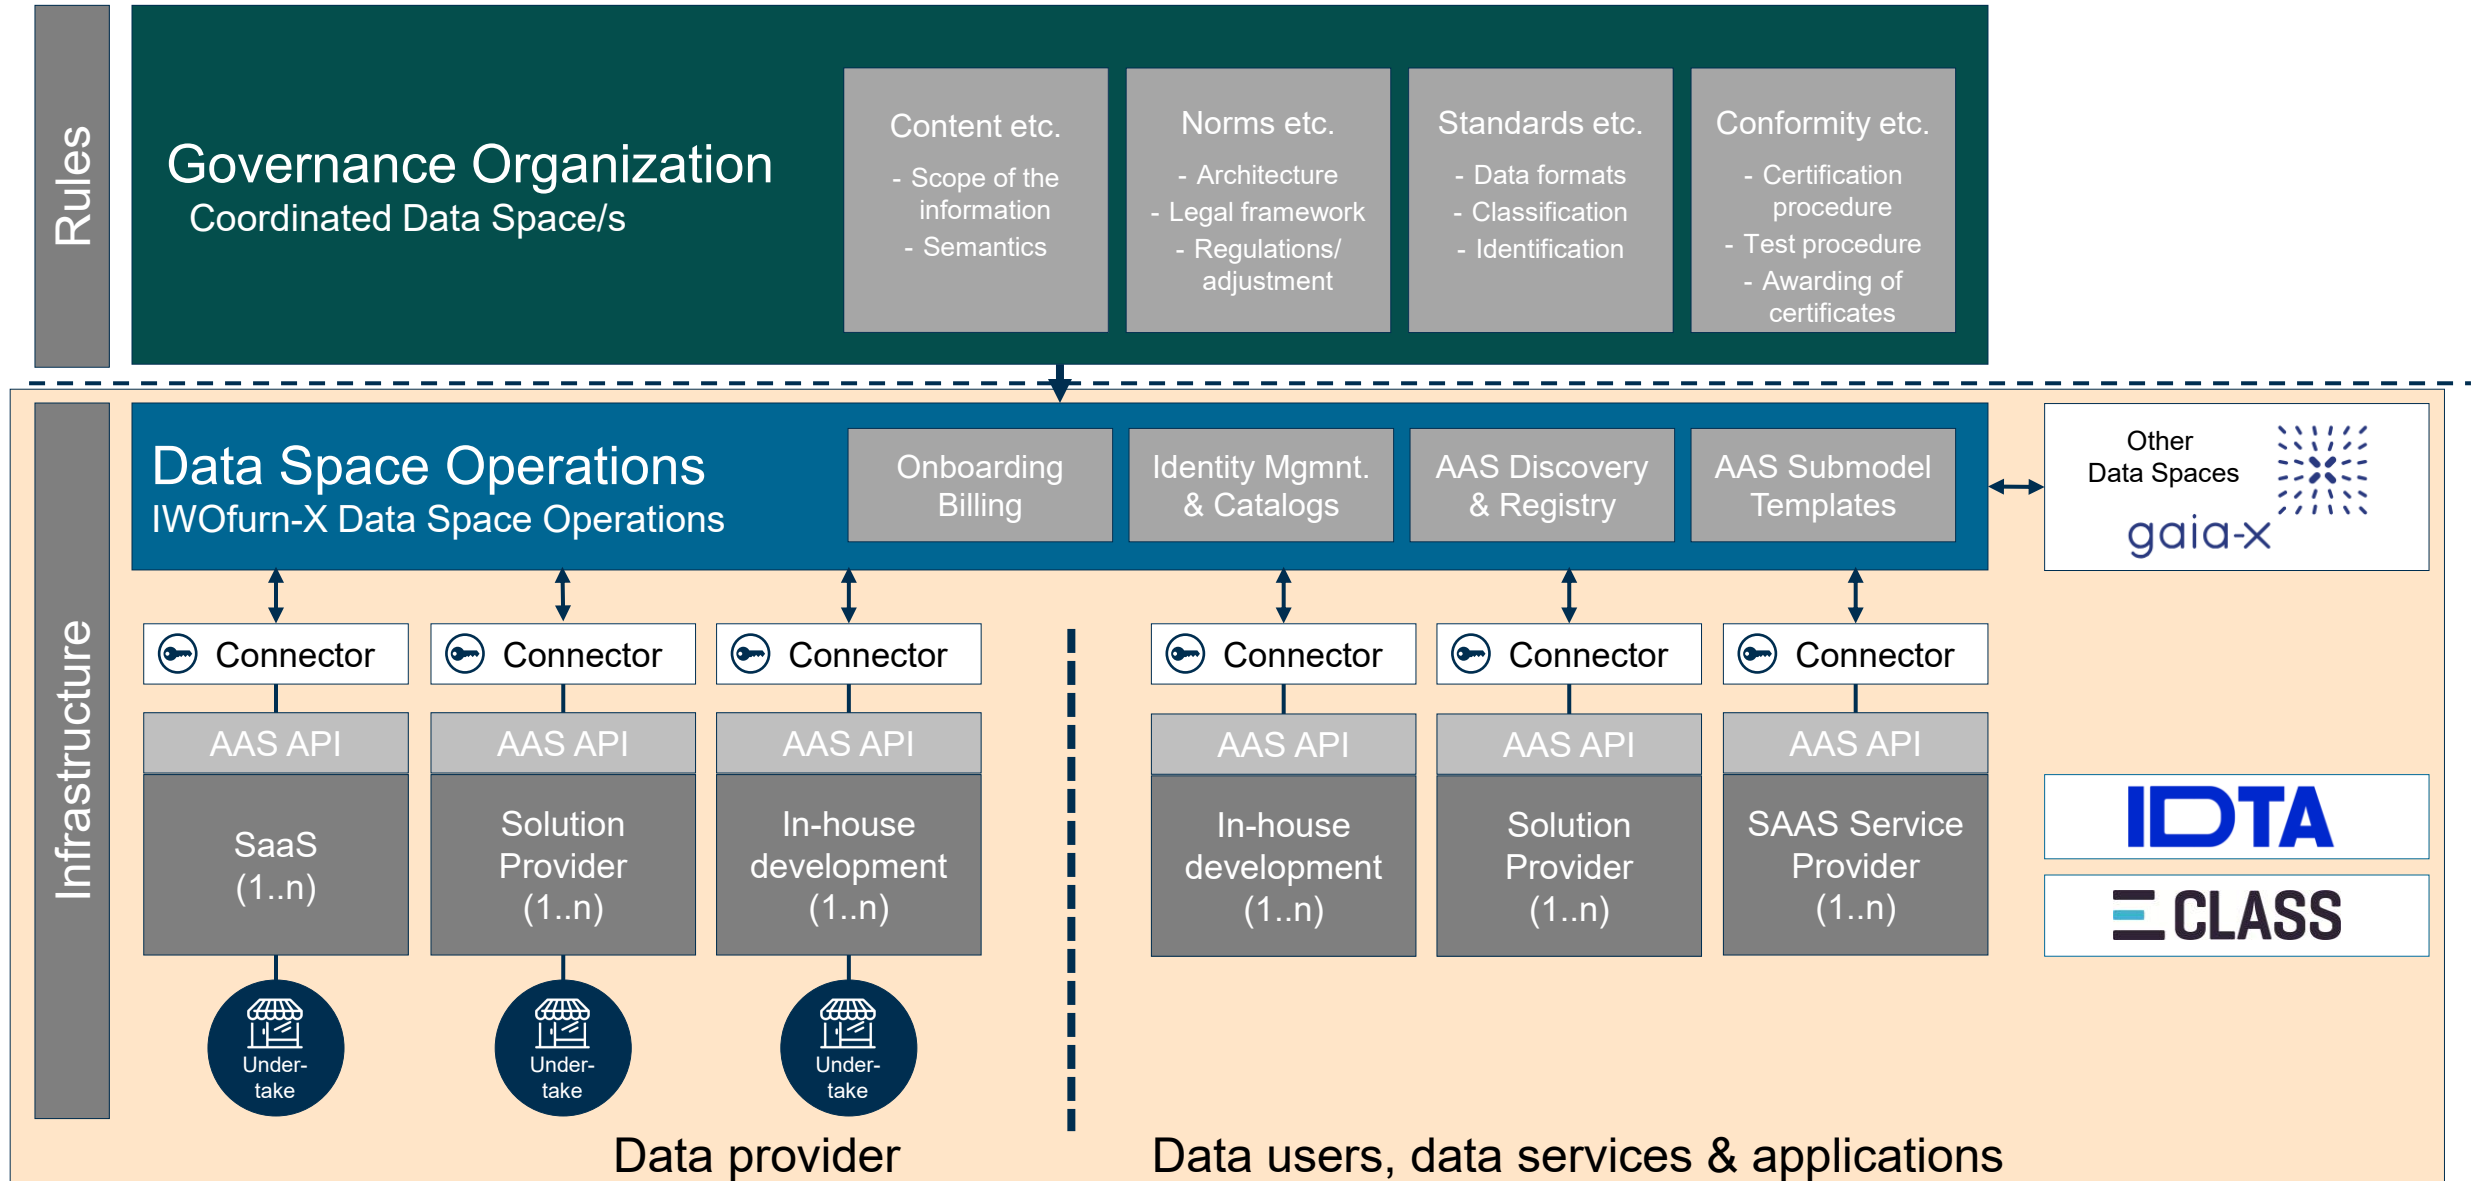 Rules
Governance Organization
Coordinated Data Space/s
Content etc.
- Scope of the
information
- Semantics
Norms etc.
- Architecture
- Legal framework
- Regulations/
adjustment
Standards etc.
- Data formats
- Classification
- Identification
Conformity etc.
- Certification
procedure
- Test procedure
- Awarding of
certificates
Infrastructure
Data Space Operations
IWOfurn-X Data Space Operations
Onboarding
Billing
Identity Mgmnt.
& Catalogs
AAS Discovery
& Registry
AAS Submodel
Templates
Other
Data Spaces
gaia-x
Connector
Connector
Connector
Connector
Connector
Connector
AAS API
AAS API
AAS API
AAS API
AAS API
AAS API
SaaS
(1..n)
Solution
Provider
(1..n)
In-house
development
(1..n)
In-house
development
(1..n)
Solution
Provider
(1..n)
SAAS Service
Provider
(1..n)
IDTA
ECLASS
Under-
take
Under-
take
Under-
take
Data provider
Data users, data services & applications